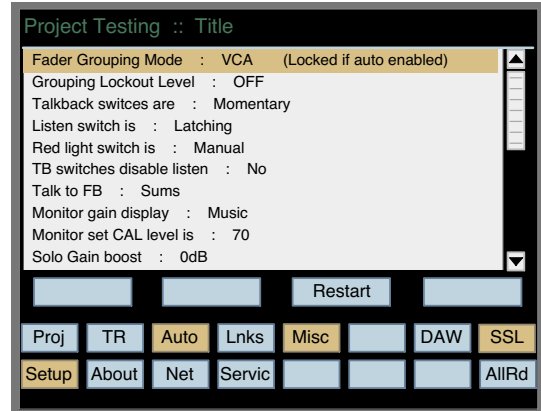 Project Testing :: Title
Fader Grouping Mode : VCA (Locked if auto enabled)
Grouping Lockout Level : OFF
Talkback switces are : Momentary
Listen switch is : Latching
Red light switch is : Manual
TB switches disable listen : No
Talk to FB : Sums
Monitor gain display : Music
Monitor set CAL level is : 70
Solo Gain boost : 0dB
Restart
Proj TR Auto Lnks Misc DAW SSL
Setup About Net Servic AllRd